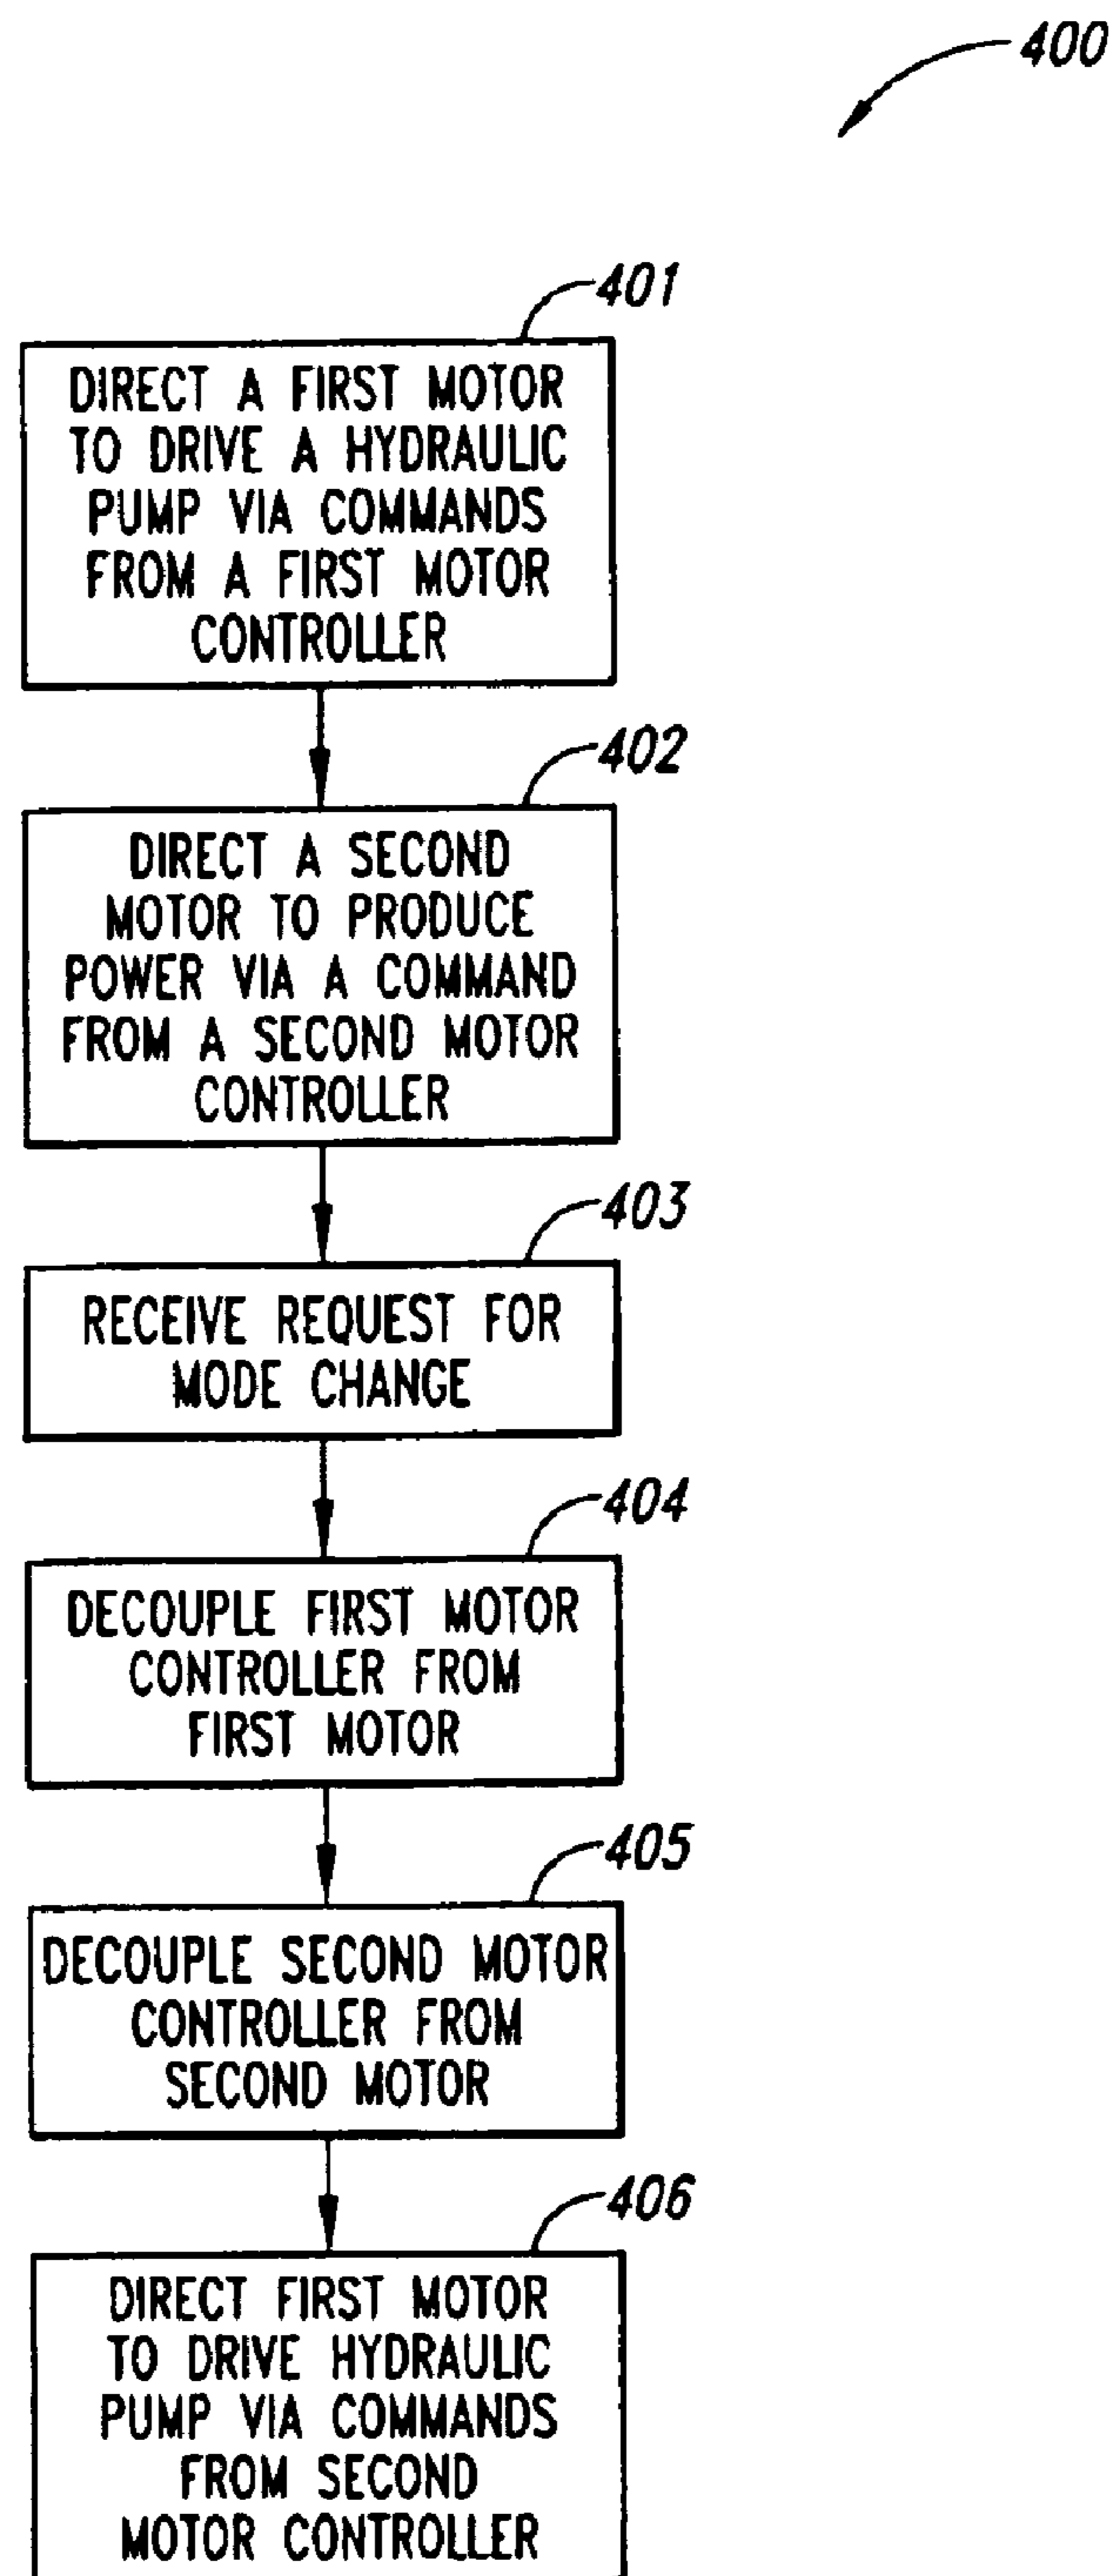 400
401
DIRECT A FIRST MOTOR
TO DRIVE A HYDRAULIC
PUMP VIA COMMANDS
FROM A FIRST MOTOR
CONTROLLER
402
DIRECT A SECOND
MOTOR TO PRODUCE
POWER VIA A COMMAND
FROM A SECOND MOTOR
CONTROLLER
403
RECEIVE REQUEST FOR
MODE CHANGE
404
DECOUPLE FIRST MOTOR
CONTROLLER FROM
FIRST MOTOR
405
DECOUPLE SECOND MOTOR
CONTROLLER FROM
SECOND MOTOR
406
DIRECT FIRST MOTOR
TO DRIVE HYDRAULIC
PUMP VIA COMMANDS
FROM SECOND
MOTOR CONTROLLER